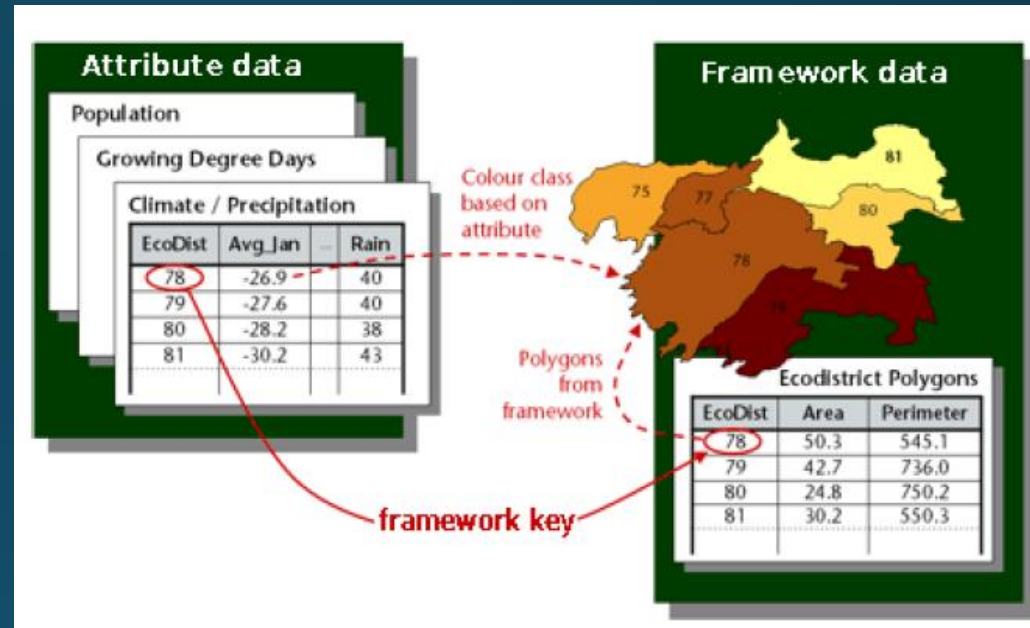 Attribute data
Population
Growing Degree Days
Climate / Precipitation
EcoDist Avg_Jan ... Rain
78 -26.9 40
79 -27.6 40
80 -28.2 38
81 -30.2 43
Colour class
based on
attribute
Polygons
from
framework
framework key
Framework data
81
75
77
80
78
Ecodistrict Polygons
EcoDist Area Perimeter
78 50.3 545.1
79 42.7 736.0
80 24.8 750.2
81 30.2 550.3